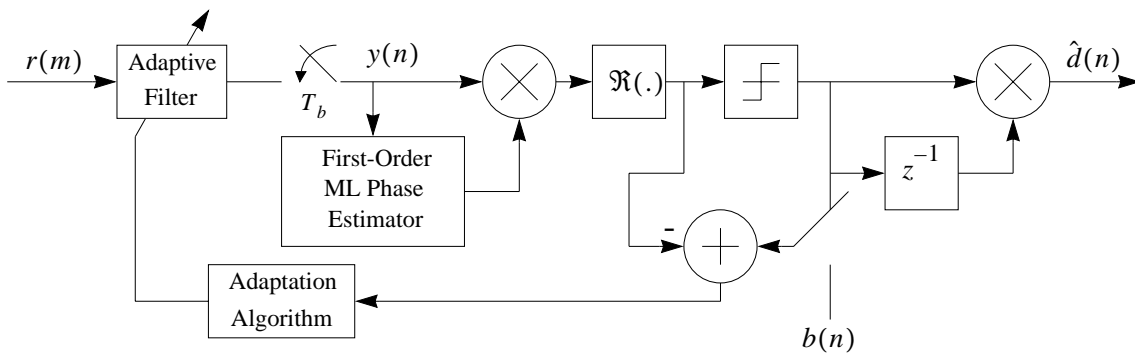 r(m)
Adaptive
Filter
T_b
y(n)
First-Order
ML Phase
Estimator
ℜ(.)
z^{-1}
d̂(n)
-
Adaptation
Algorithm
b(n)